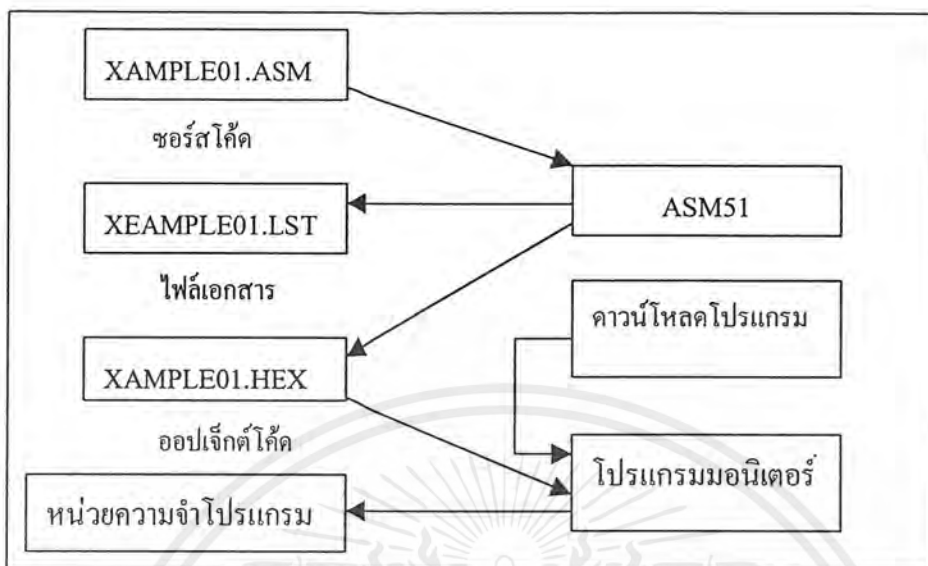 XAMPLE01.ASM
ซอร์สโค้ด
ASM51
XEAMPLE01.LST
ไฟล์เอกสาร
ดาวน์โหลดโปรแกรม
XAMPLE01.HEX
ออปเจ็กต์โค้ด
โปรแกรมมอนิเตอร์
หน่วยความจำโปรแกรม